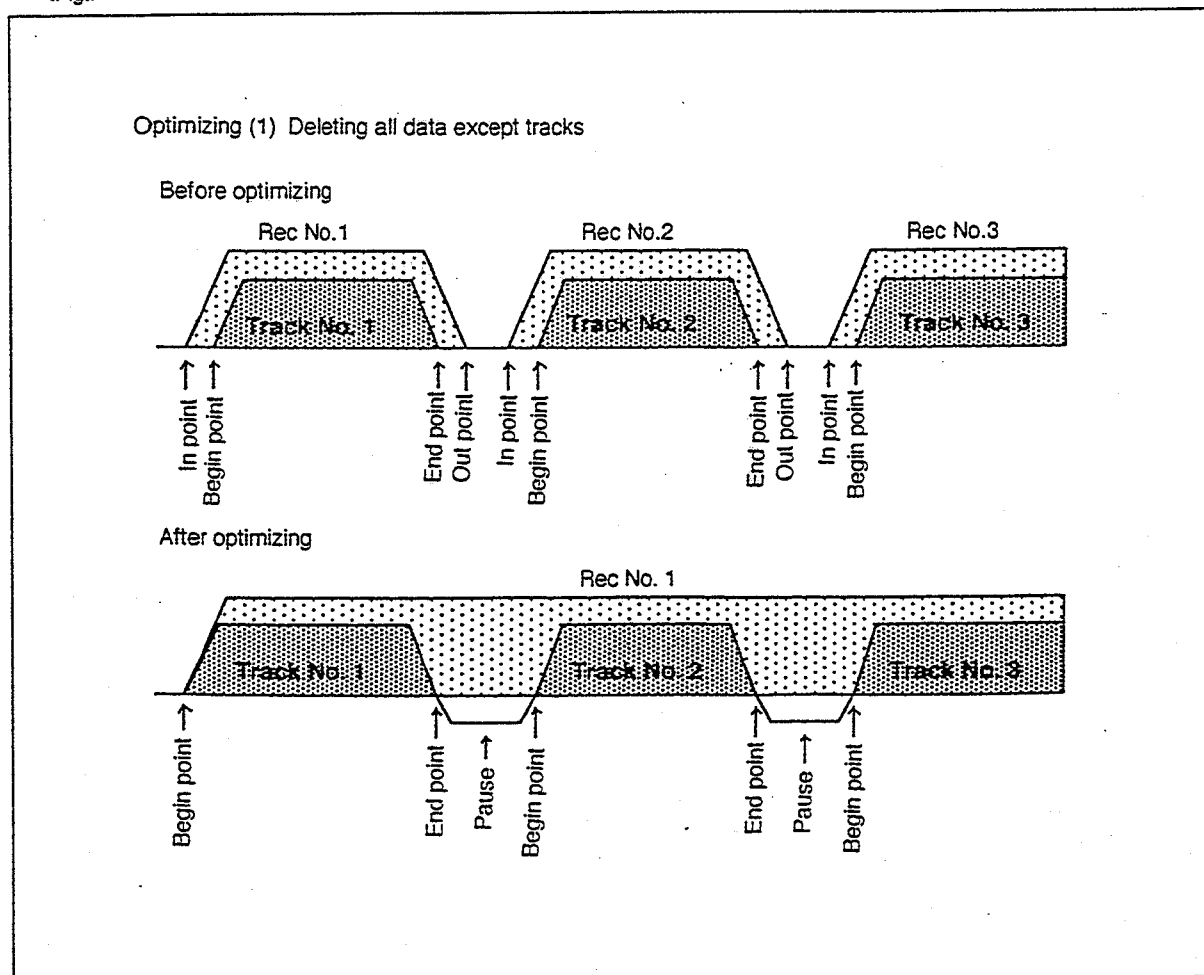 Optimizing (1) Deleting all data except tracks
Before optimizing
Rec No.1
Rec No.2
Rec No.3
Track No. 1
Track No. 2
Track No. 3
In point
Begin point
End point
Out point
In point
Begin point
End point
Out point
In point
Begin point
After optimizing
Rec No. 1
Track No. 1
Track No. 2
Track No. 3
Begin point
End point
Pause
Begin point
End point
Pause
Begin point